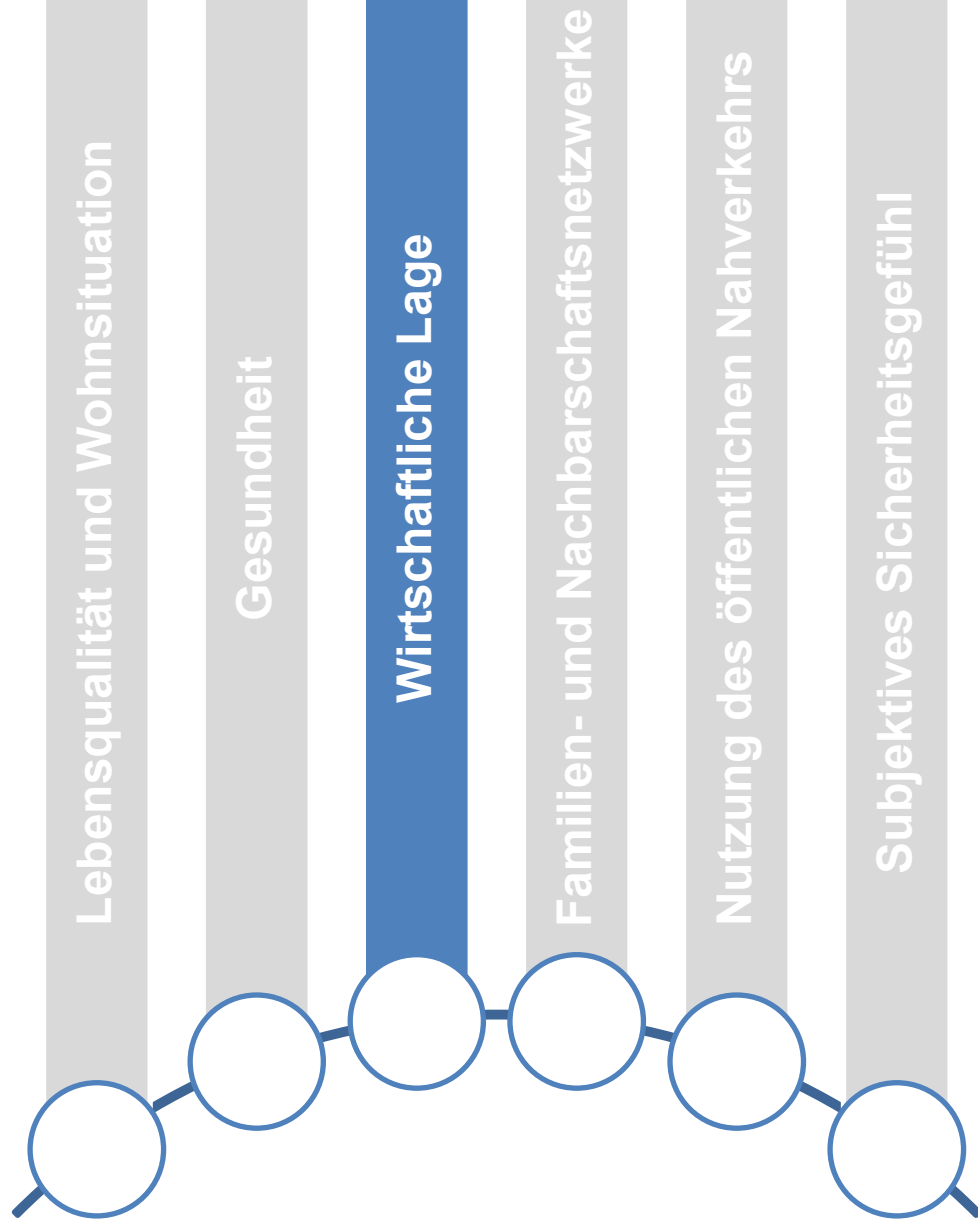 Lebensqualität und Wohnsituation
Gesundheit
Wirtschaftliche Lage
Familien- und Nachbarschaftsnetzwerke
Nutzung des öffentlichen Nahverkehrs
Subjektives Sicherheitsgefühl